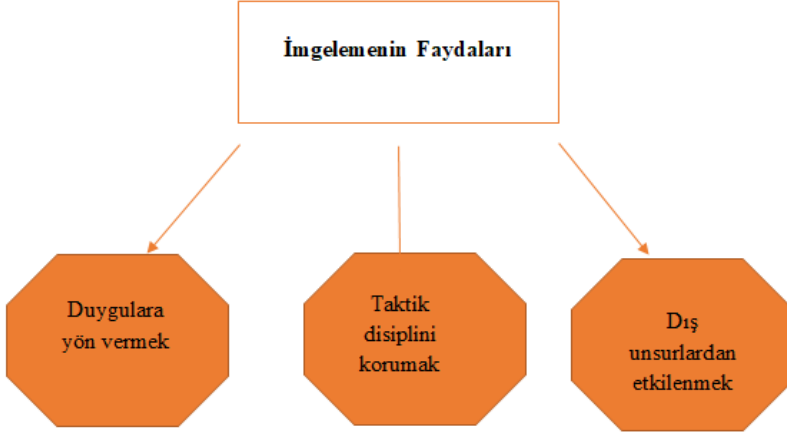 İmgelemenin Faydaları
Duygulara
yön vermek
Taktik
disiplini
korumak
Dış
unsurlardan
etkilenmek